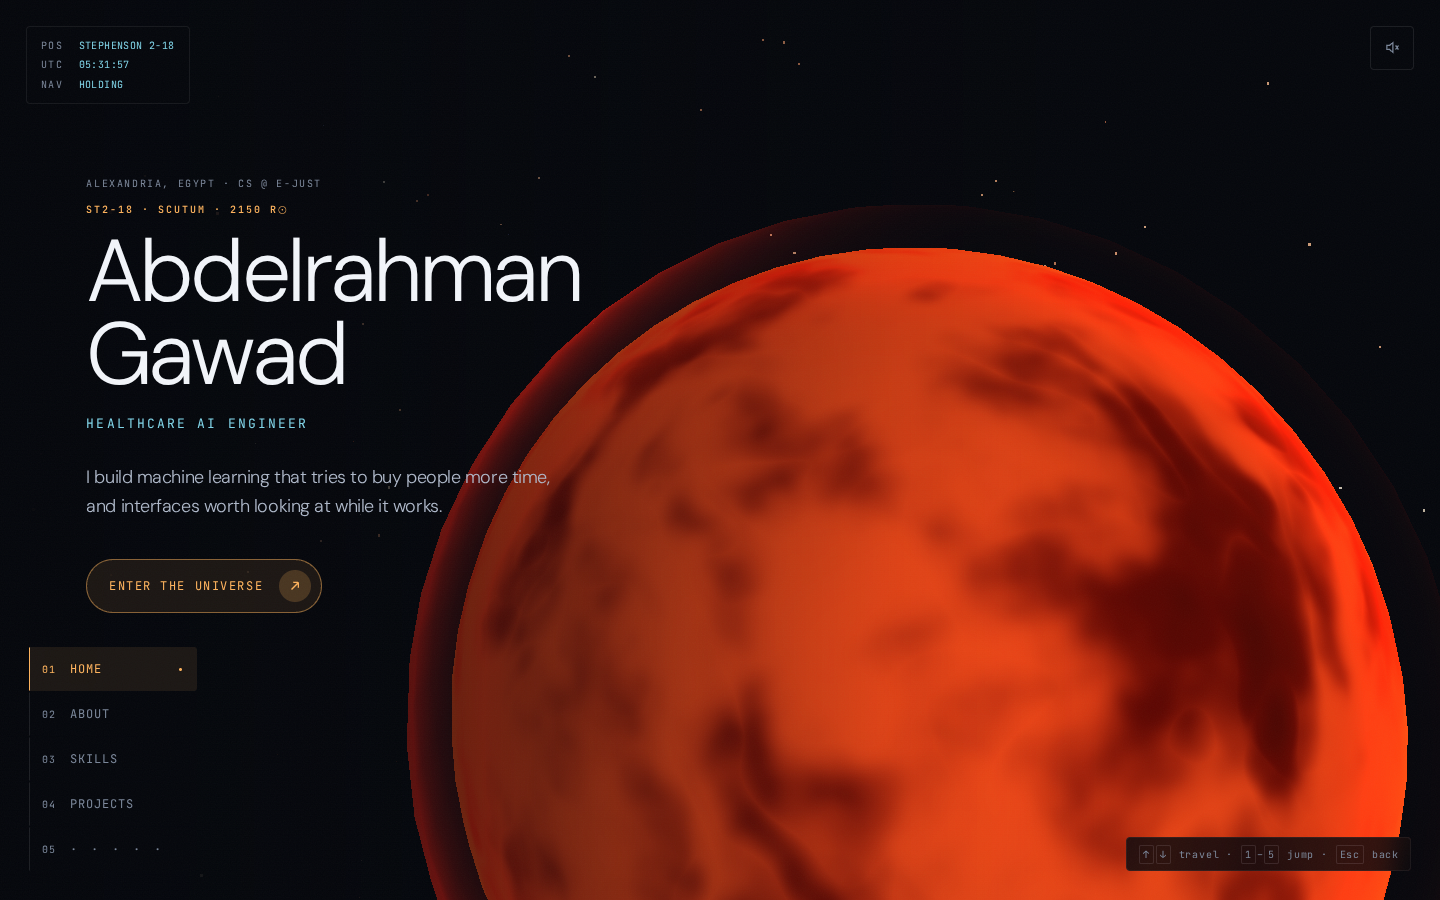 POS STEPHENSON 2-18
UTC 05:31:57
NAV HOLDING
ALEXANDRIA, EGYPT · CS @ E-JUST
ST2-18 · SCUTUM · 2150 R☉
Abdelrahman
Gawad
HEALTHCARE AI ENGINEER
I build machine learning that tries to buy people more time,
and interfaces worth looking at while it works.
ENTER THE UNIVERSE
01 HOME
02 ABOUT
03 SKILLS
04 PROJECTS
05 · · · · ·
↑ ↓ travel · 1-5 jump · Esc back